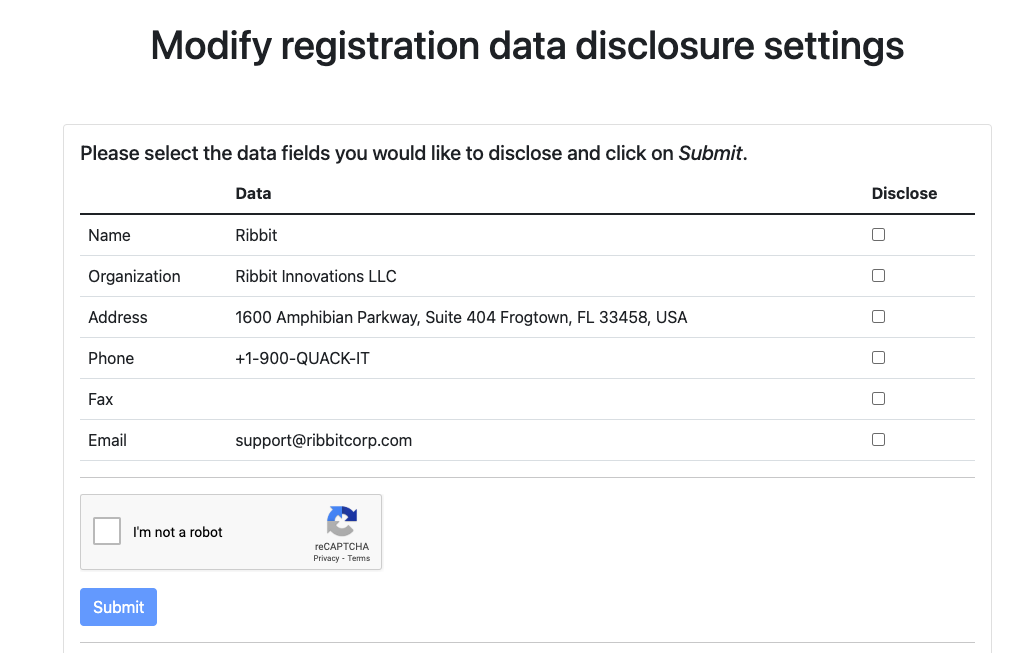 Modify registration data disclosure settings
Please select the data fields you would like to disclose and click on Submit.
Data Disclose
Name Ribbit
Organization Ribbit Innovations LLC
Address 1600 Amphibian Parkway, Suite 404 Frogtown, FL 33458, USA
Phone +1-900-QUACK-IT
Fax
Email support@ribbitcorp.com
I'm not a robot
reCAPTCHA
Privacy - Terms
Submit